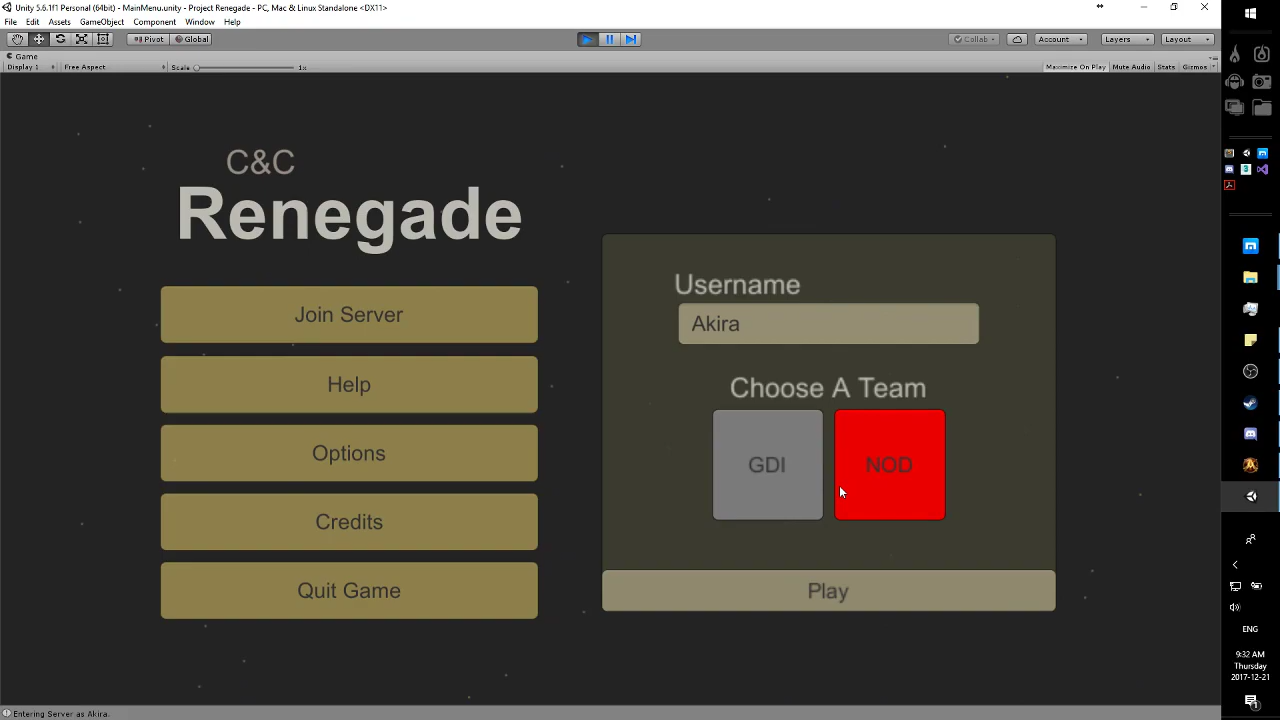 Unity 5.6.1f1 Personal (64bit) - MainMenu.unity - Project Renegade - PC, Mac & Linux Standalone <DX11>
File Edit Assets GameObject Component Window Help
Pivot Global Collab Account Layers Layout
Game
Display 1 Free Aspect Scale 1x Maximize On Play Mute Audio Stats Gizmos
C&C
Renegade
Join Server
Help
Options
Credits
Quit Game
Username
Akira
Choose A Team
GDI NOD
Play
Entering Server as Akira.
ENG
9:32 AM
Thursday
2017-12-21